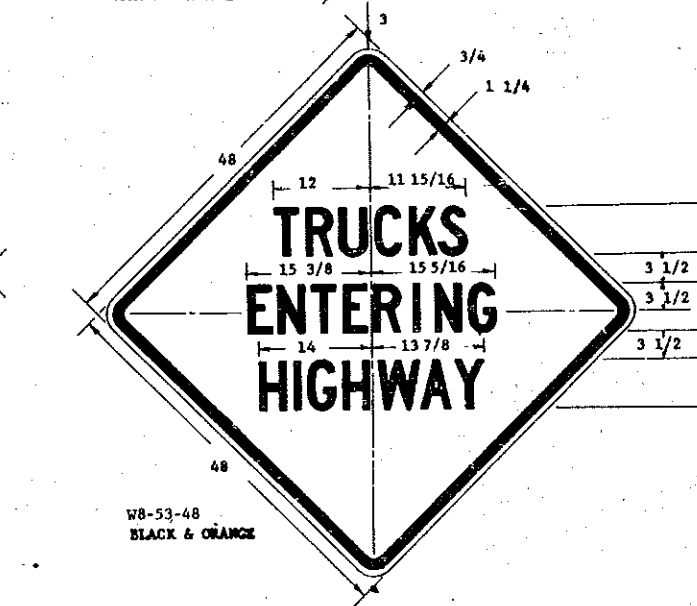 3
3/4
1 1/4
48
12 11 15/16
TRUCKS
15 3/8 15 5/16
3 1/2
ENTERING
3 1/2
14 13 7/8
3 1/2
HIGHWAY
48
W8-53-48
BLACK & ORANGE